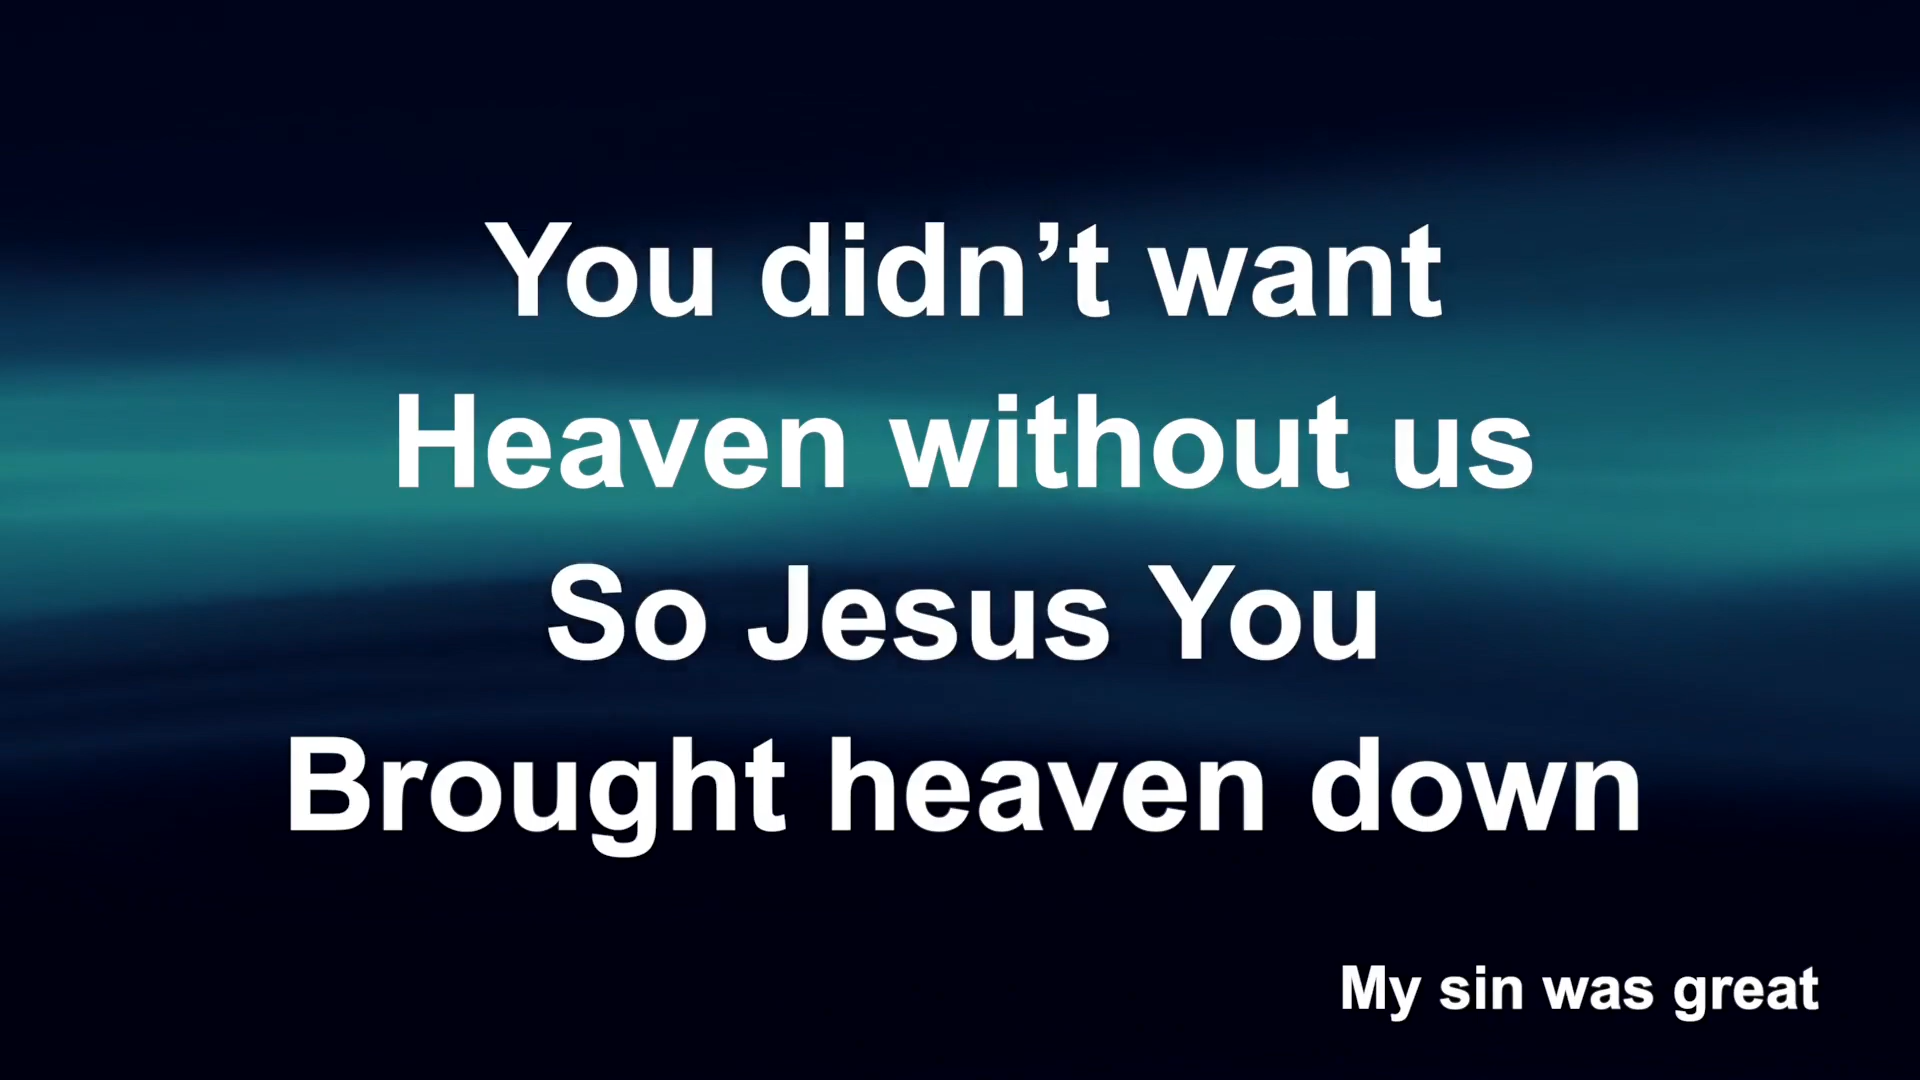 You didn’t want
Heaven without us
So Jesus You
Brought heaven down
My sin was great